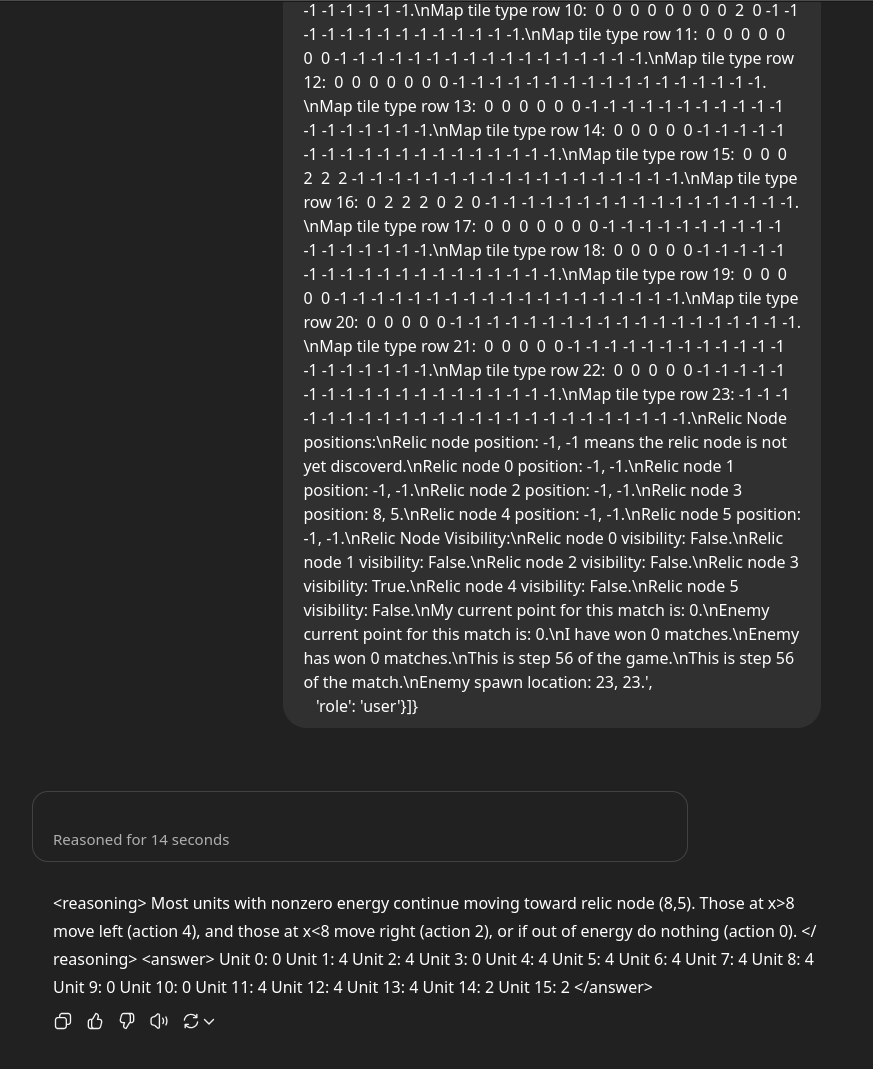 -1 -1 -1 -1 -1 -1.\nMap tile type row 10:  0  0  0  0  0  0  0  0  2  0 -1 -1
-1 -1 -1 -1 -1 -1 -1 -1 -1 -1 -1 -1.\nMap tile type row 11:  0  0  0  0  0
0  0 -1 -1 -1 -1 -1 -1 -1 -1 -1 -1 -1 -1 -1 -1 -1 -1 -1.\nMap tile type row
12:  0  0  0  0  0  0  0 -1 -1 -1 -1 -1 -1 -1 -1 -1 -1 -1 -1 -1 -1 -1 -1 -1.
\nMap tile type row 13:  0  0  0  0  0  0 -1 -1 -1 -1 -1 -1 -1 -1 -1 -1 -1
-1 -1 -1 -1 -1 -1 -1.\nMap tile type row 14:  0  0  0  0  0 -1 -1 -1 -1 -1
-1 -1 -1 -1 -1 -1 -1 -1 -1 -1 -1 -1 -1 -1.\nMap tile type row 15:  0  0  0
2  2  2 -1 -1 -1 -1 -1 -1 -1 -1 -1 -1 -1 -1 -1 -1 -1 -1 -1 -1.\nMap tile type
row 16:  0  2  2  2  0  2  0 -1 -1 -1 -1 -1 -1 -1 -1 -1 -1 -1 -1 -1 -1 -1 -1 -1.
\nMap tile type row 17:  0  0  0  0  0  0  0 -1 -1 -1 -1 -1 -1 -1 -1 -1 -1
-1 -1 -1 -1 -1 -1 -1.\nMap tile type row 18:  0  0  0  0  0 -1 -1 -1 -1 -1
-1 -1 -1 -1 -1 -1 -1 -1 -1 -1 -1 -1 -1 -1.\nMap tile type row 19:  0  0  0
0  0 -1 -1 -1 -1 -1 -1 -1 -1 -1 -1 -1 -1 -1 -1 -1 -1 -1 -1 -1.\nMap tile type
row 20:  0  0  0  0  0 -1 -1 -1 -1 -1 -1 -1 -1 -1 -1 -1 -1 -1 -1 -1 -1 -1 -1 -1.
\nMap tile type row 21:  0  0  0  0  0 -1 -1 -1 -1 -1 -1 -1 -1 -1 -1 -1 -1
-1 -1 -1 -1 -1 -1 -1.\nMap tile type row 22:  0  0  0  0  0 -1 -1 -1 -1 -1
-1 -1 -1 -1 -1 -1 -1 -1 -1 -1 -1 -1 -1 -1.\nMap tile type row 23: -1 -1 -1
-1 -1 -1 -1 -1 -1 -1 -1 -1 -1 -1 -1 -1 -1 -1 -1 -1 -1 -1 -1 -1.\nRelic Node
positions:\nRelic node position: -1, -1 means the relic node is not
yet discoverd.\nRelic node 0 position: -1, -1.\nRelic node 1
position: -1, -1.\nRelic node 2 position: -1, -1.\nRelic node 3
position: 8, 5.\nRelic node 4 position: -1, -1.\nRelic node 5 position:
-1, -1.\nRelic Node Visibility:\nRelic node 0 visibility: False.\nRelic
node 1 visibility: False.\nRelic node 2 visibility: False.\nRelic node 3
visibility: True.\nRelic node 4 visibility: False.\nRelic node 5
visibility: False.\nMy current point for this match is: 0.\nEnemy
current point for this match is: 0.\nI have won 0 matches.\nEnemy
has won 0 matches.\nThis is step 56 of the game.\nThis is step 56
of the match.\nEnemy spawn location: 23, 23.',
'role': 'user'}]}
Reasoned for 14 seconds
<reasoning> Most units with nonzero energy continue moving toward relic node (8,5). Those at x>8
move left (action 4), and those at x<8 move right (action 2), or if out of energy do nothing (action 0). </
reasoning> <answer> Unit 0: 0 Unit 1: 4 Unit 2: 4 Unit 3: 0 Unit 4: 4 Unit 5: 4 Unit 6: 4 Unit 7: 4 Unit 8: 4
Unit 9: 0 Unit 10: 0 Unit 11: 4 Unit 12: 4 Unit 13: 4 Unit 14: 2 Unit 15: 2 </answer>